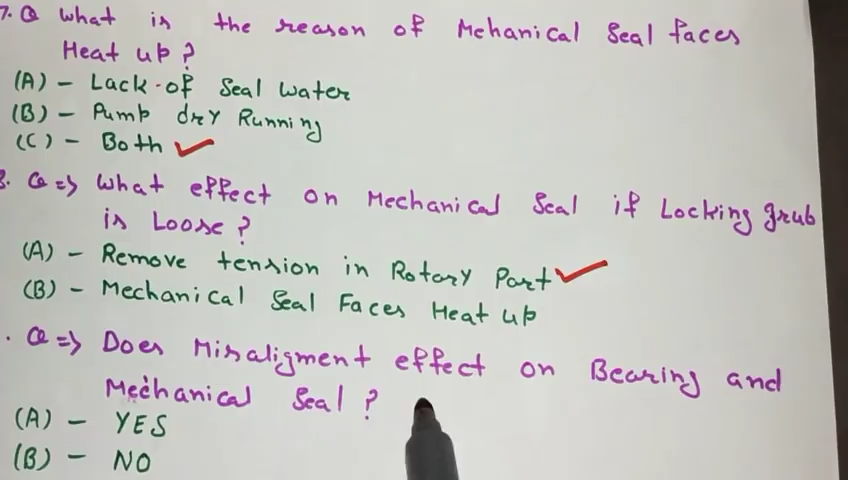 7. Q What is the reason of Mehanical Seal faces
Heat up?
(A) - Lack of Seal Water
(B) - Pump dry Running
(C) - Both ✓
8. Q => What effect on Mechanical Seal if Locking grub
is Loose?
(A) - Remove tension in Rotary Part ✓
(B) - Mechanical Seal Faces Heat up
. Q => Does Misaligment effect on Bearing and
Mechanical Seal?
(A) - YES
(B) - NO